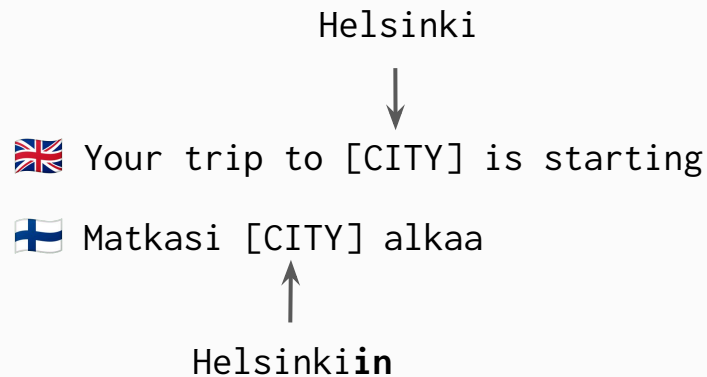 Helsinki
🇬🇧 Your trip to [CITY] is starting
🇫🇮 Matkasi [CITY] alkaa
Helsinkiin